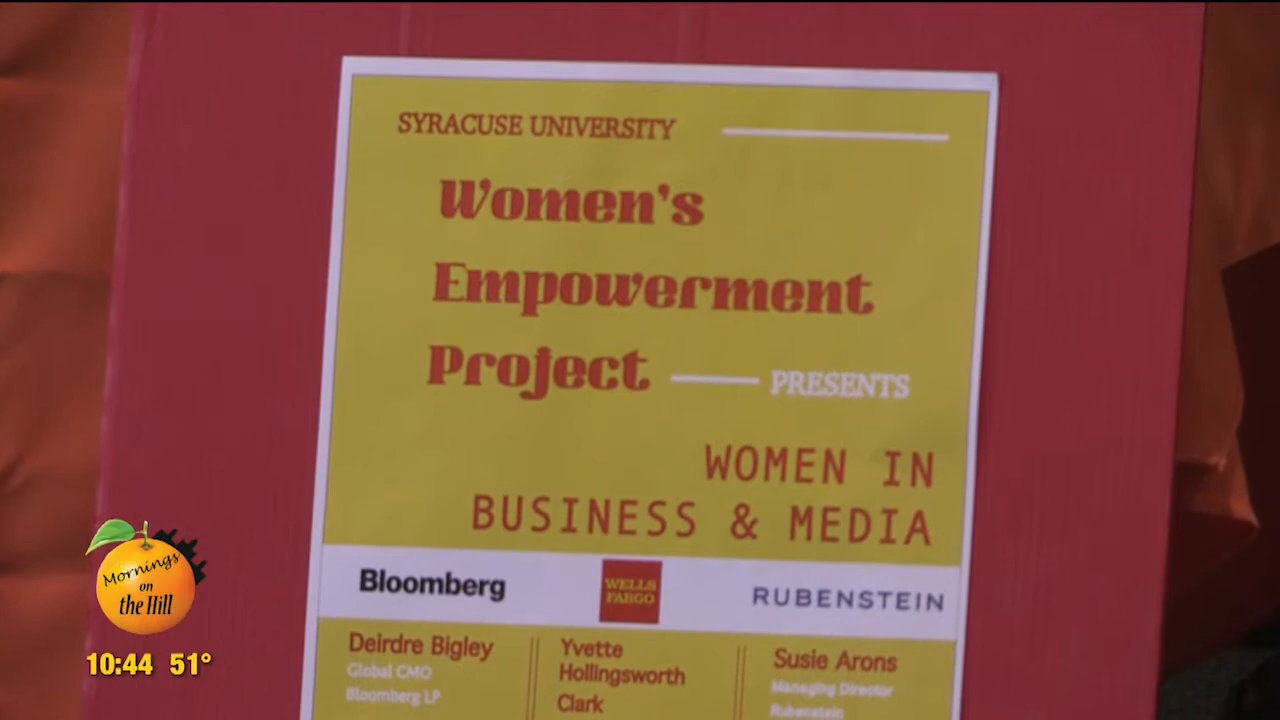 SYRACUSE UNIVERSITY
Women's
Empowerment
Project
PRESENTS
WOMEN IN
BUSINESS & MEDIA
Bloomberg
WELLS
FARGO
RUBENSTEIN
Deirdre Bigley
Global CMO
Bloomberg LP
Yvette
Hollingsworth
Clark
Susie Arons
Managing Director
Rubenstein
Mornings
on
the Hill
10:44 51°